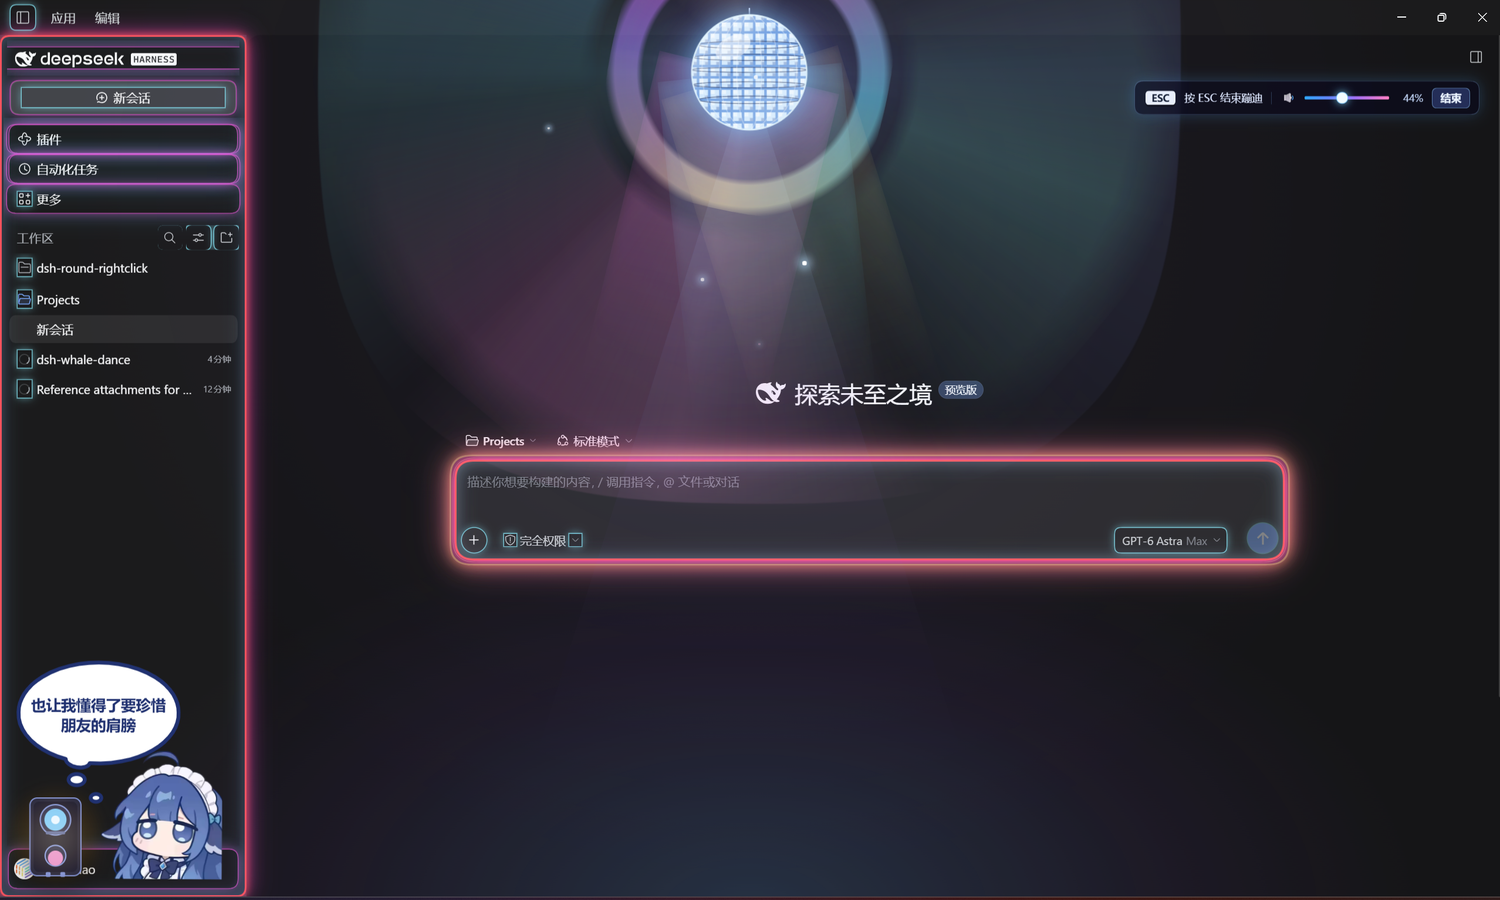 应用 编辑
deepseek HARNESS
新会话
插件
自动化任务
更多
工作区
dsh-round-rightclick
Projects
新会话
dsh-whale-dance 4分钟
Reference attachments for ... 12分钟
也让我懂得了要珍惜
朋友的肩膀
ao
ESC 按 ESC 结束蹦迪 44% 结束
探索未至之境 预览版
Projects 标准模式
描述你想要构建的内容, / 调用指令, @ 文件或对话
完全权限 GPT-6 Astra Max